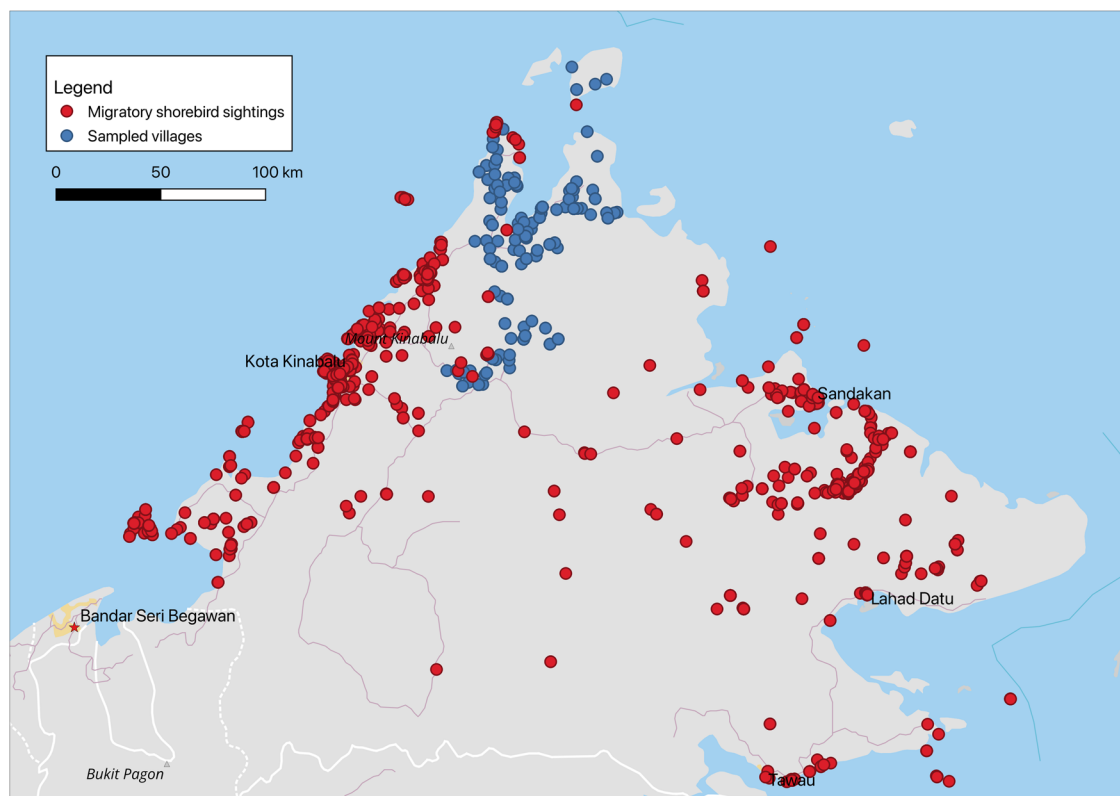 Legend
Migratory shorebird sightings
Sampled villages
0 50 100 km
Mount Kinabalu
Kota Kinabalu
Sandakan
Lahad Datu
Bandar Seri Begawan
Bukit Pagon
Tawau